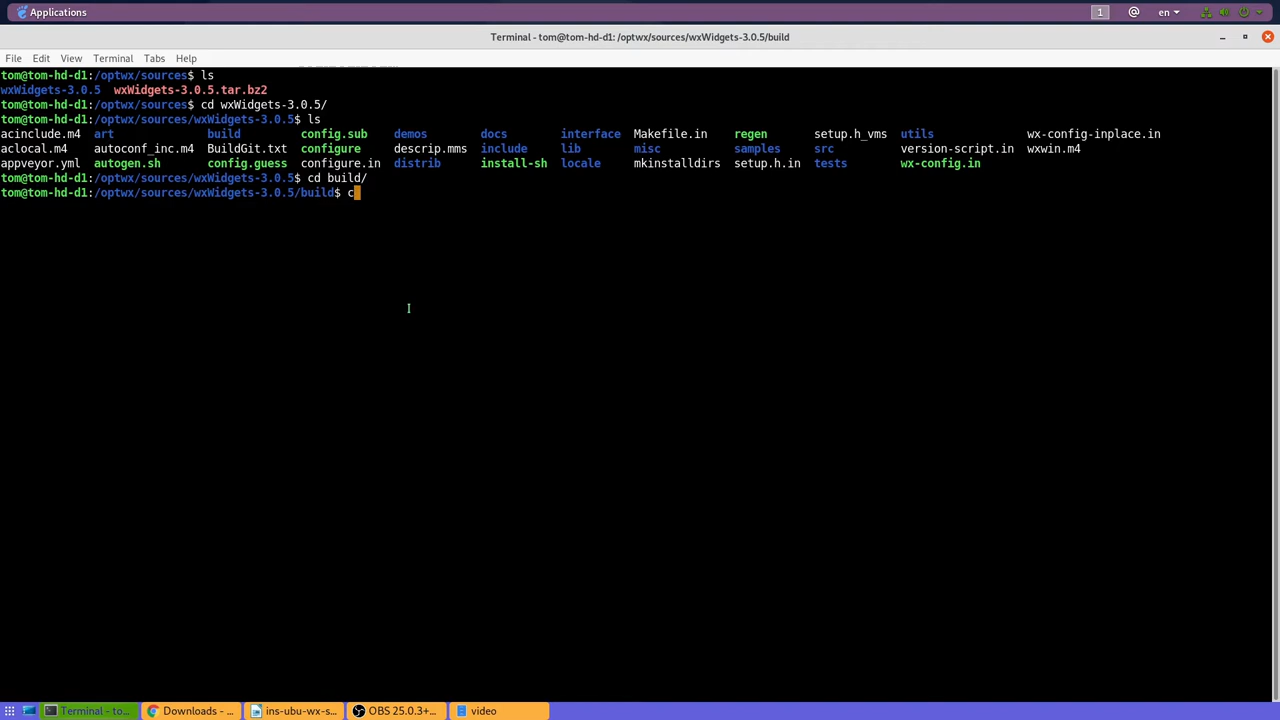 Applications
1
@
en
Terminal - tom@tom-hd-d1: /optwx/sources/wxWidgets-3.0.5/build
File Edit View Terminal Tabs Help
tom@tom-hd-d1:/optwx/sources$ ls
wxWidgets-3.0.5 wxWidgets-3.0.5.tar.bz2
tom@tom-hd-d1:/optwx/sources$ cd wxWidgets-3.0.5/
tom@tom-hd-d1:/optwx/sources/wxWidgets-3.0.5$ ls
acinclude.m4 art build config.sub demos docs interface Makefile.in regen setup.h_vms utils wx-config-inplace.in
aclocal.m4 autoconf_inc.m4 BuildGit.txt configure descrip.mms include lib misc samples src version-script.in wxwin.m4
appveyor.yml autogen.sh config.guess configure.in distrib install-sh locale mkinstalldirs setup.h.in tests wx-config.in
tom@tom-hd-d1:/optwx/sources/wxWidgets-3.0.5$ cd build/
tom@tom-hd-d1:/optwx/sources/wxWidgets-3.0.5/build$ c
Terminal - to... Downloads - ... ins-ubu-wx-s... OBS 25.0.3+... video